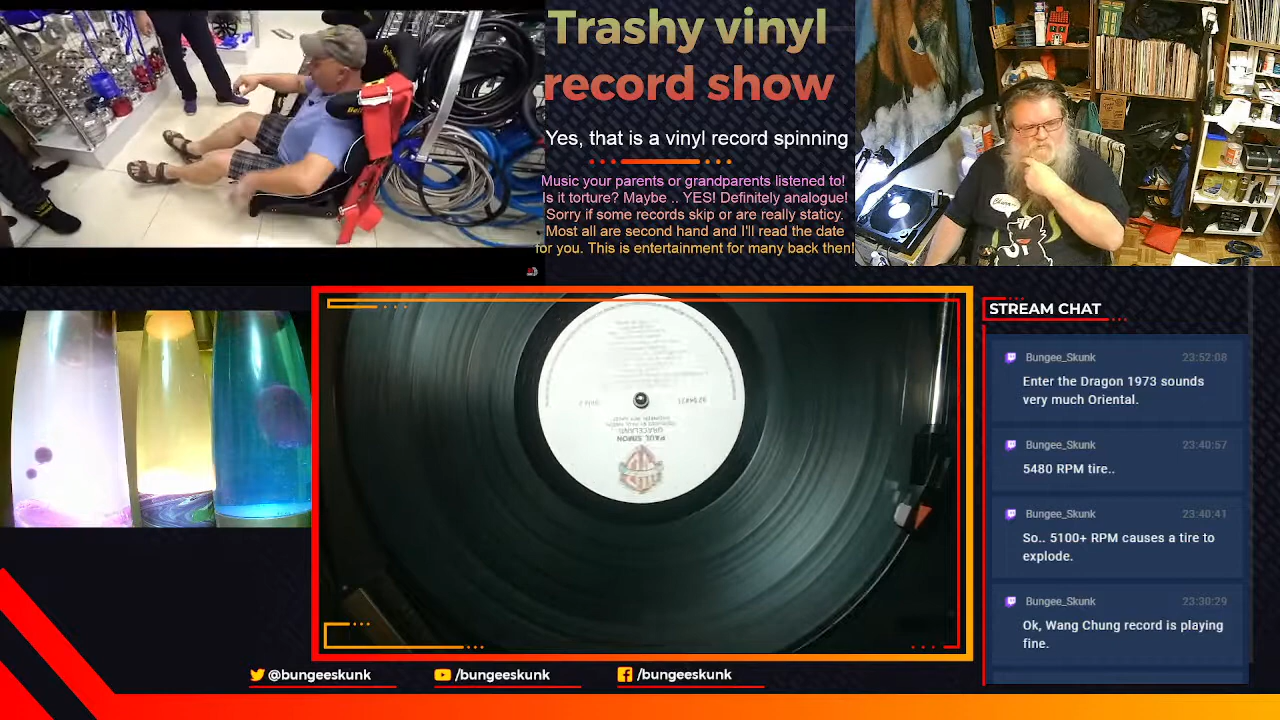 Trashy vinyl
record show
Yes, that is a vinyl record spinning
Music your parents or grandparents listened to!
Is it torture? Maybe .. YES! Definitely analogue!
Sorry if some records skip or are really staticy.
Most all are second hand and I'll read the date
for you. This is entertainment for many back then!
PAUL SIMON
GRACELAND
STREAM CHAT
Bungee_Skunk 23:52:08
Enter the Dragon 1973 sounds
very much Oriental.
Bungee_Skunk 23:40:57
5480 RPM tire..
Bungee_Skunk 23:40:41
So.. 5100+ RPM causes a tire to
explode.
Bungee_Skunk 23:30:29
Ok, Wang Chung record is playing
fine.
@bungeeskunk
/bungeeskunk
/bungeeskunk